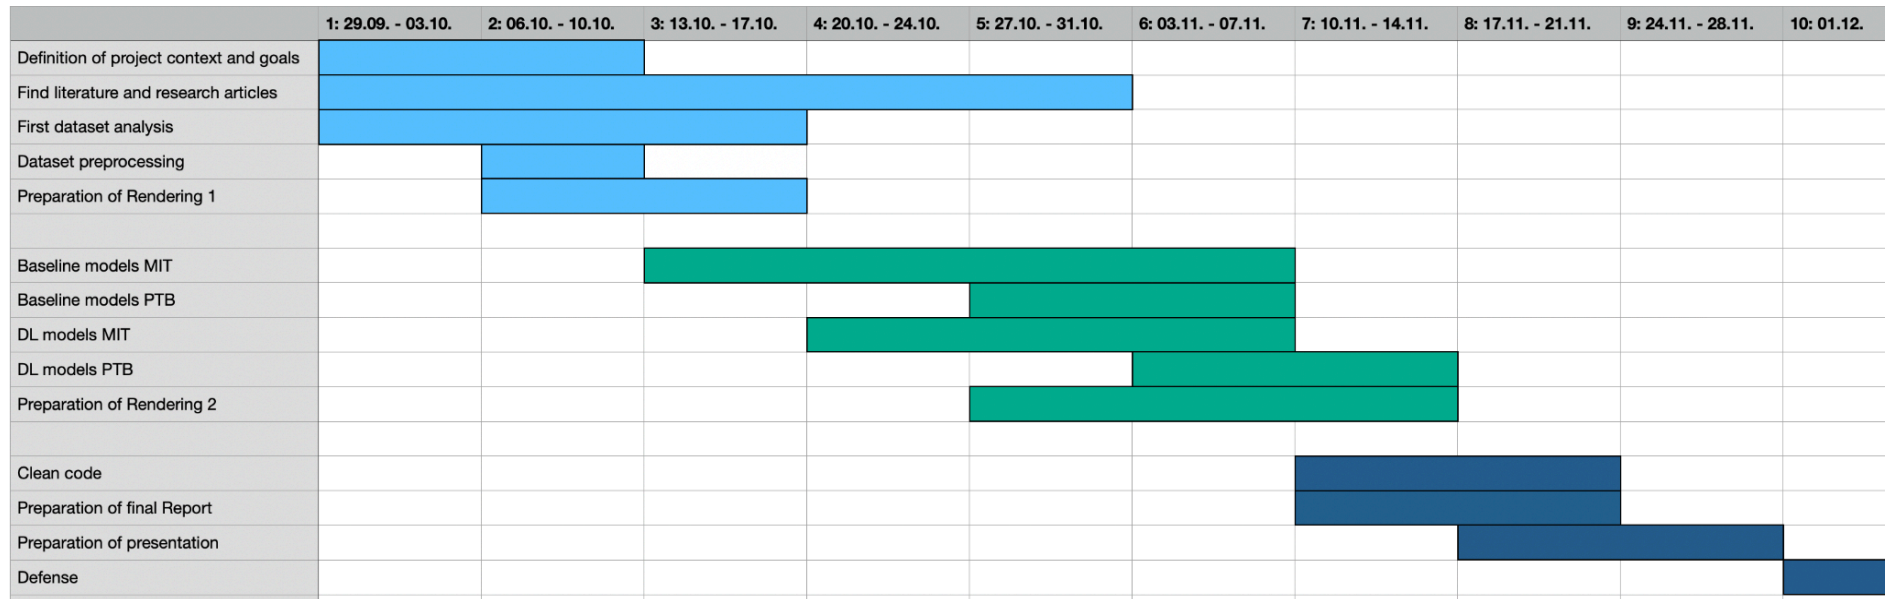 1: 29.09. - 03.10. 2: 06.10. - 10.10. 3: 13.10. - 17.10. 4: 20.10. - 24.10. 5: 27.10. - 31.10. 6: 03.11. - 07.11. 7: 10.11. - 14.11. 8: 17.11. - 21.11. 9: 24.11. - 28.11. 10: 01.12.
Definition of project context and goals
Find literature and research articles
First dataset analysis
Dataset preprocessing
Preparation of Rendering 1
Baseline models MIT
Baseline models PTB
DL models MIT
DL models PTB
Preparation of Rendering 2
Clean code
Preparation of final Report
Preparation of presentation
Defense